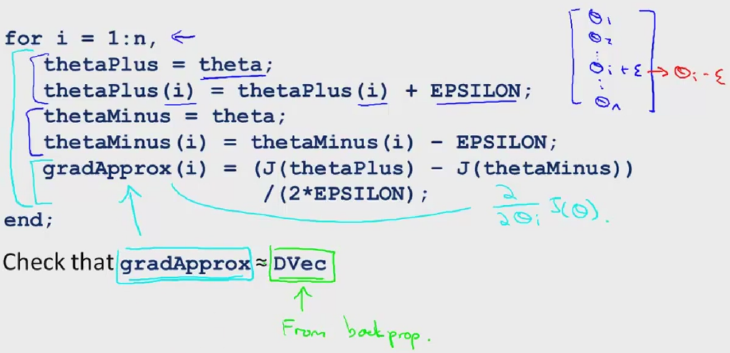 for i = 1:n, ←
thetaPlus = theta;
thetaPlus(i) = thetaPlus(i) + EPSILON;
thetaMinus = theta;
thetaMinus(i) = thetaMinus(i) - EPSILON;
gradApprox(i) = (J(thetaPlus) - J(thetaMinus))
/(2*EPSILON);
end;
θ₁
θ₂
⋮
θᵢ + ε → θᵢ - ε
⋮
θₙ
∂/∂θᵢ J(θ).
Check that gradApprox ≈ DVec
From backprop.